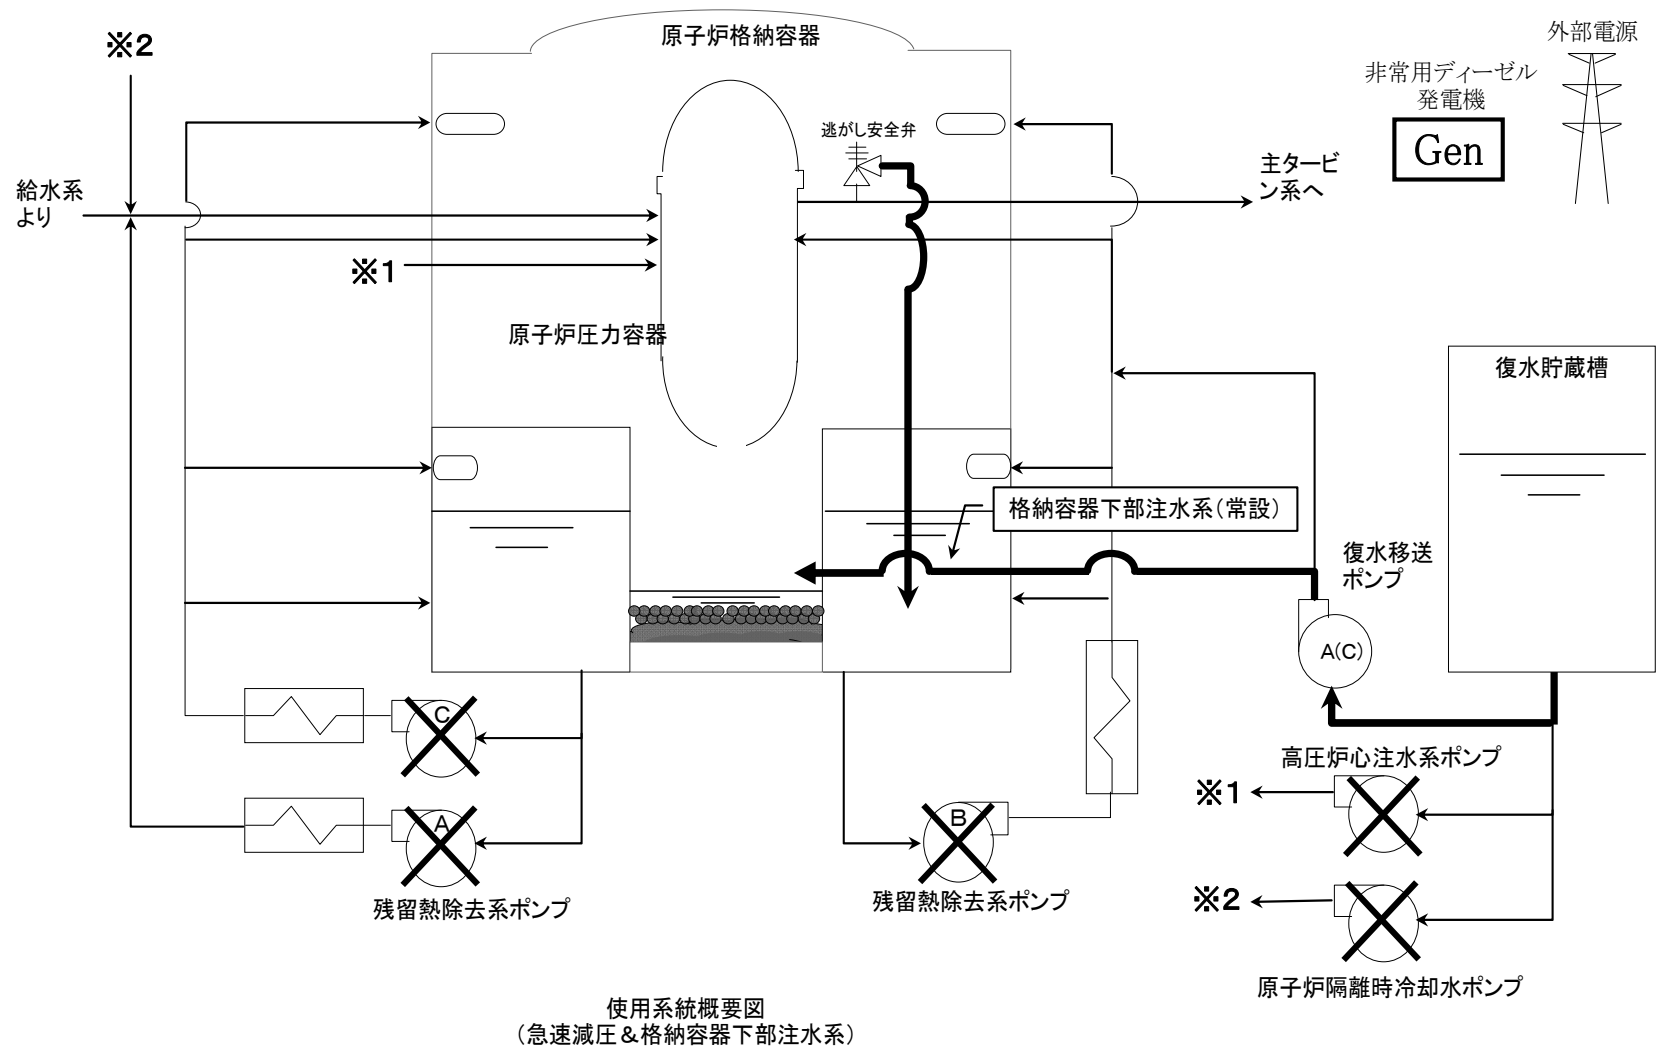 ※2
原子炉格納容器
外部電源
非常用ディーゼル
発電機
Gen
逃がし安全弁
給水系
より
主タービ
ン系へ
※1
原子炉圧力容器
復水貯蔵槽
格納容器下部注水系（常設）
復水移送
ポンプ
A(C)
C
A
残留熱除去系ポンプ
B
残留熱除去系ポンプ
高圧炉心注水系ポンプ
※1
※2
原子炉隔離時冷却水ポンプ
使用系統概要図
（急速減圧＆格納容器下部注水系）